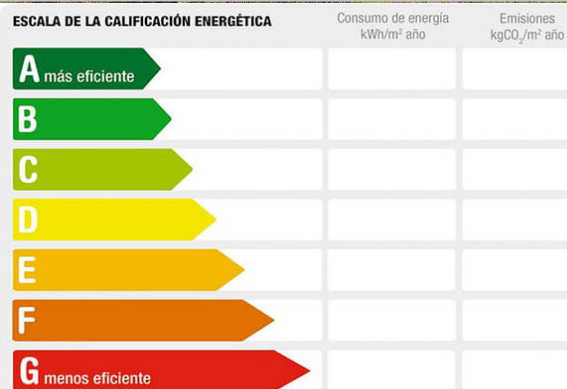 ESCALA DE LA CALIFICACIÓN ENERGÉTICA
Consumo de energía
kWh/m² año
Emisiones
kgCO₂/m² año
A más eficiente
B
C
D
E
F
G menos eficiente